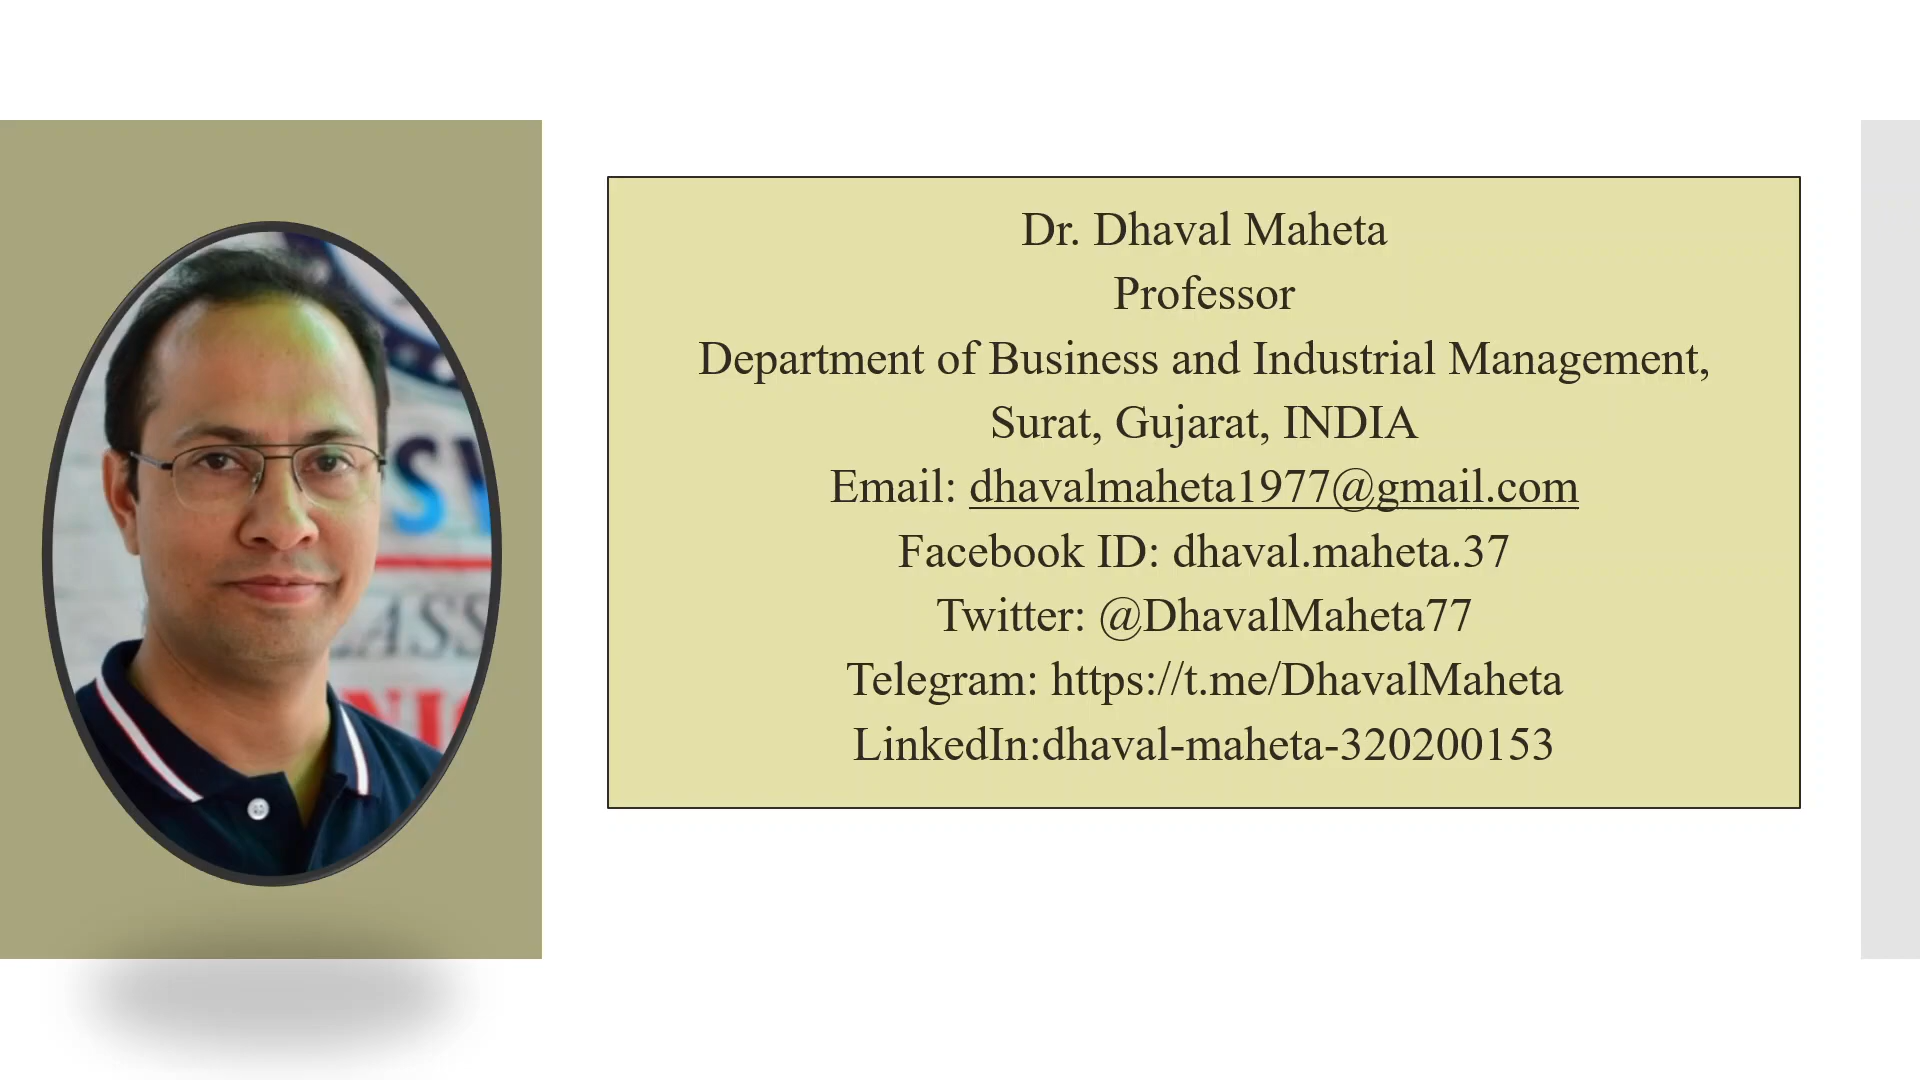 Dr. Dhaval Maheta
Professor
Department of Business and Industrial Management,
Surat, Gujarat, INDIA
Email: dhavalmaheta1977@gmail.com
Facebook ID: dhaval.maheta.37
Twitter: @DhavalMaheta77
Telegram: https://t.me/DhavalMaheta
LinkedIn:dhaval-maheta-320200153